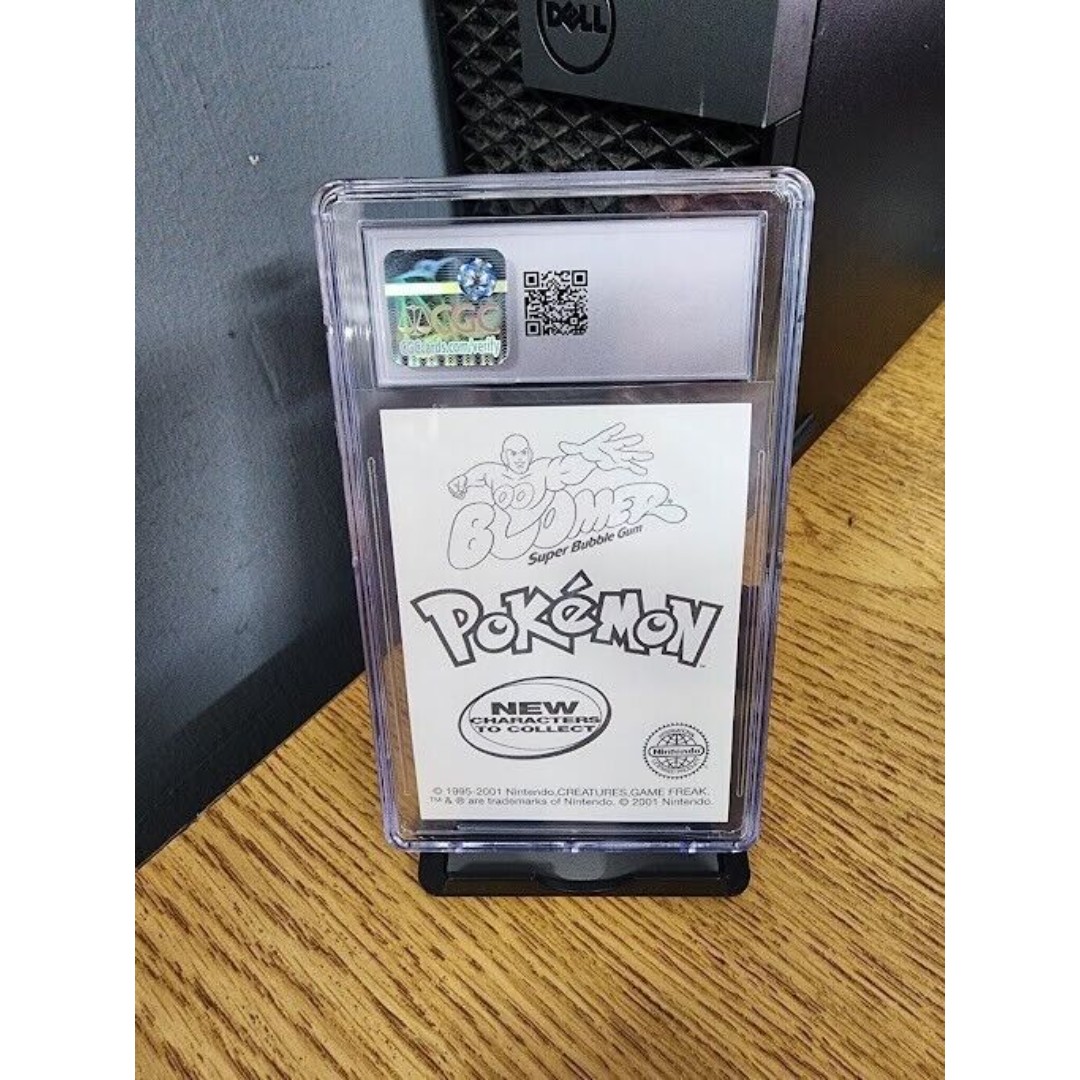 DELL
CGC
CGCcards.com/verify
BOOMER
Super Bubble Gum
POKéMON
NEW
CHARACTERS
TO COLLECT
Nintendo
© 1995-2001 Nintendo,CREATURES,GAME FREAK.
™ & ® are trademarks of Nintendo. © 2001 Nintendo.